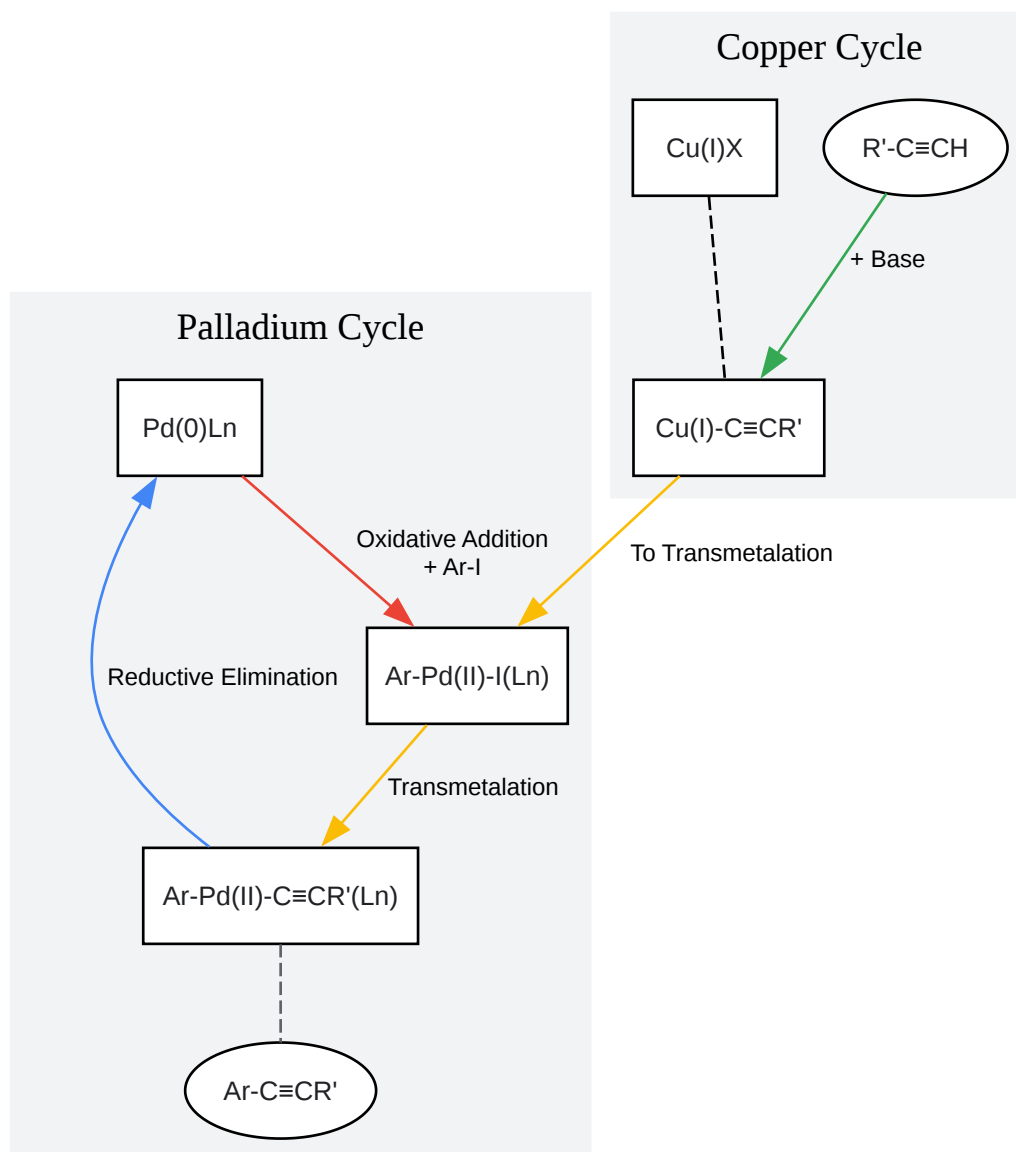 Copper Cycle
Cu(I)X
R'-C≡CH
+ Base
Cu(I)-C≡CR'
To Transmetalation
Palladium Cycle
Pd(0)Ln
Oxidative Addition
+ Ar-I
Ar-Pd(II)-I(Ln)
Reductive Elimination
Transmetalation
Ar-Pd(II)-C≡CR'(Ln)
Ar-C≡CR'